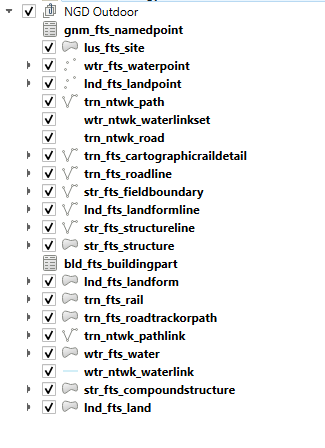 NGD Outdoor
gnm_fts_namedpoint
lus_fts_site
wtr_fts_waterpoint
lnd_fts_landpoint
trn_ntwk_path
wtr_ntwk_waterlinkset
trn_ntwk_road
trn_fts_cartographicraildetail
trn_fts_roadline
str_fts_fieldboundary
lnd_fts_landformline
str_fts_structureline
str_fts_structure
bld_fts_buildingpart
lnd_fts_landform
trn_fts_rail
trn_fts_roadtrackorpath
trn_ntwk_pathlink
wtr_fts_water
wtr_ntwk_waterlink
str_fts_compoundstructure
lnd_fts_land